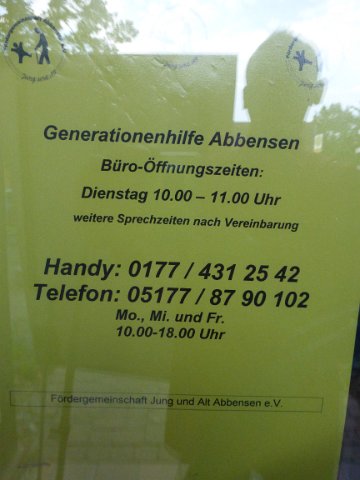 Generationenhilfe Abbensen
Büro-Öffnungszeiten:
Dienstag 10.00 – 11.00 Uhr
weitere Sprechzeiten nach Vereinbarung
Handy: 0177 / 431 25 42
Telefon: 05177 / 87 90 102
Mo., Mi. und Fr.
10.00-18.00 Uhr
Fördergemeinschaft Jung und Alt Abbensen e.V.